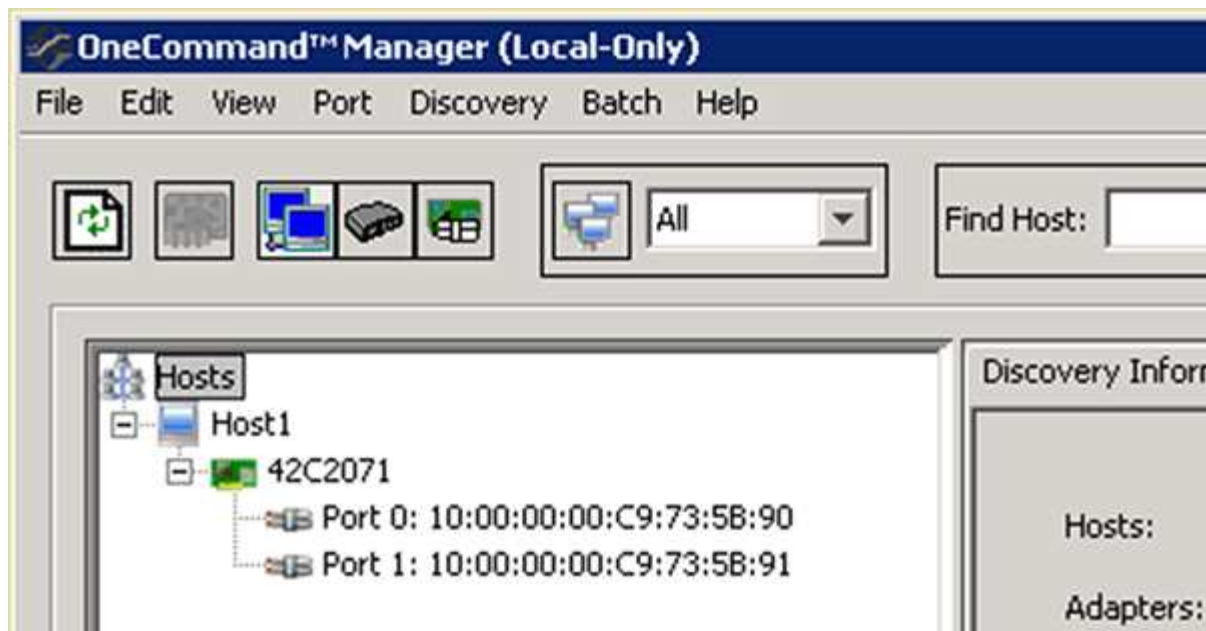 OneCommand™ Manager (Local-Only)
File Edit View Port Discovery Batch Help
All Find Host:
Hosts
Host1
42C2071
Port 0: 10:00:00:00:C9:73:5B:90
Port 1: 10:00:00:00:C9:73:5B:91
Discovery
Hosts:
Adapters: